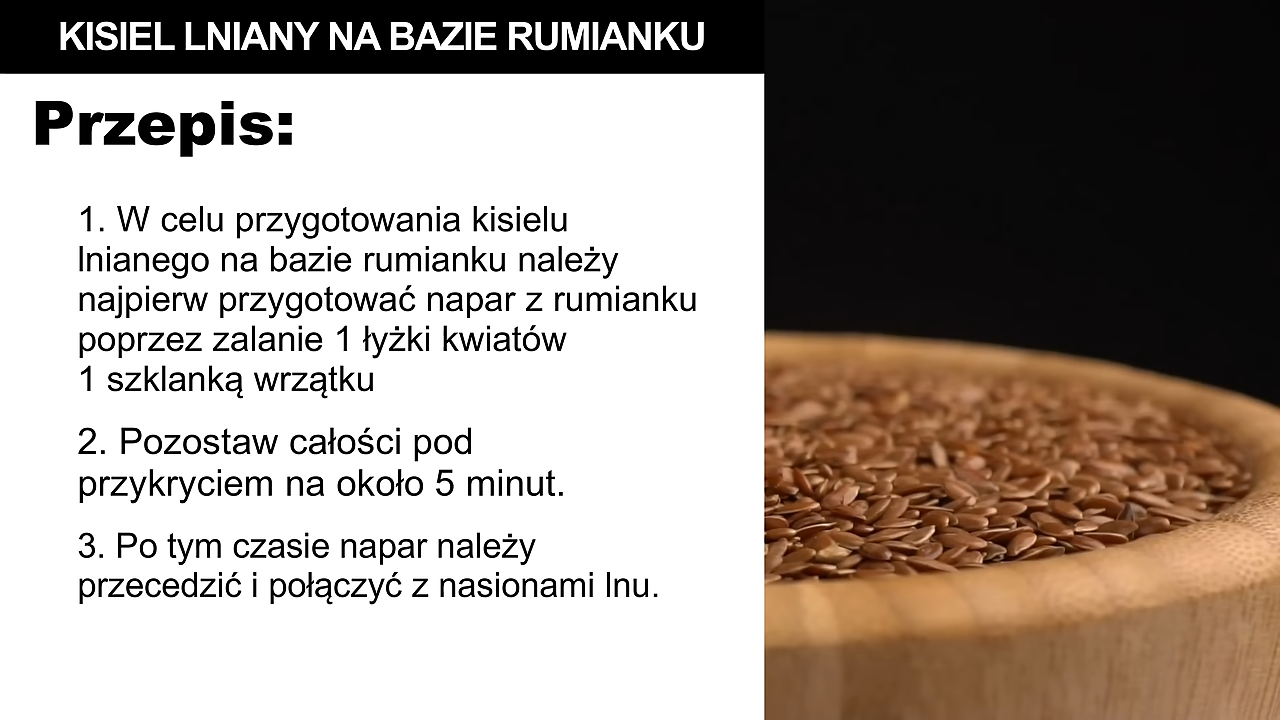 KISIEL LNIANY NA BAZIE RUMIANKU
Przepis:
1. W celu przygotowania kisielu
lnianego na bazie rumianku należy
najpierw przygotować napar z rumianku
poprzez zalanie 1 łyżki kwiatów
1 szklanką wrzątku
2. Pozostaw całości pod
przykryciem na około 5 minut.
3. Po tym czasie napar należy
przecedzić i połączyć z nasionami lnu.